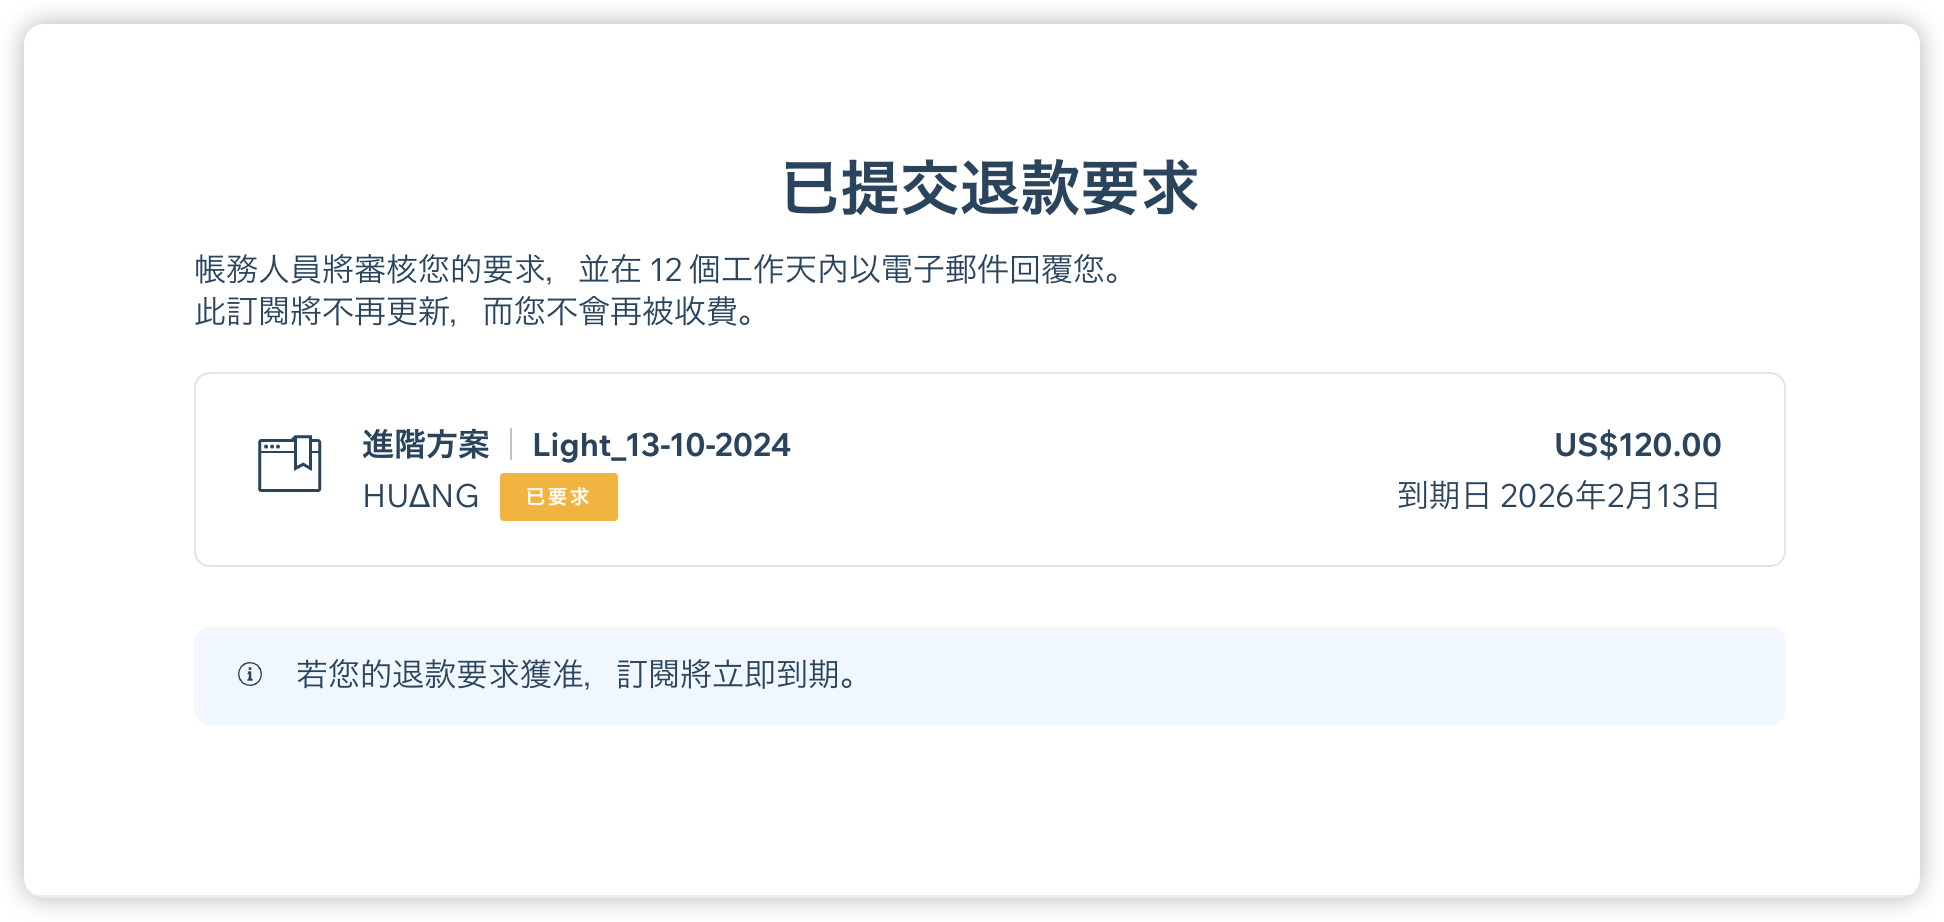 已提交退款要求
帳務人員將審核您的要求，並在 12 個工作天內以電子郵件回覆您。
此訂閱將不再更新，而您不會再被收費。
進階方案 | Light_13-10-2024
US$120.00
HU∆NG 已要求
到期日 2026年2月13日
若您的退款要求獲准，訂閱將立即到期。